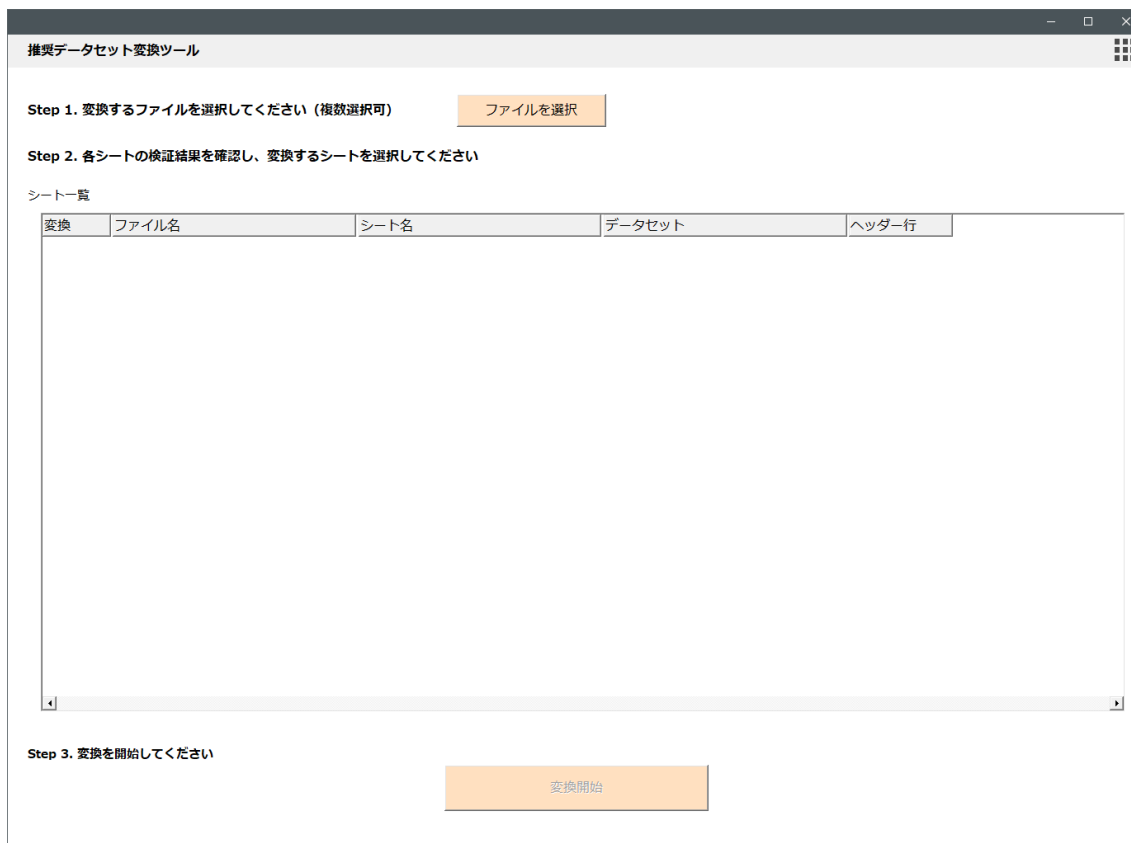 推奨データセット変換ツール
Step 1. 変換するファイルを選択してください（複数選択可） ファイルを選択
Step 2. 各シートの検証結果を確認し、変換するシートを選択してください
シート一覧
変換 ファイル名 シート名 データセット ヘッダー行
Step 3. 変換を開始してください
変換開始